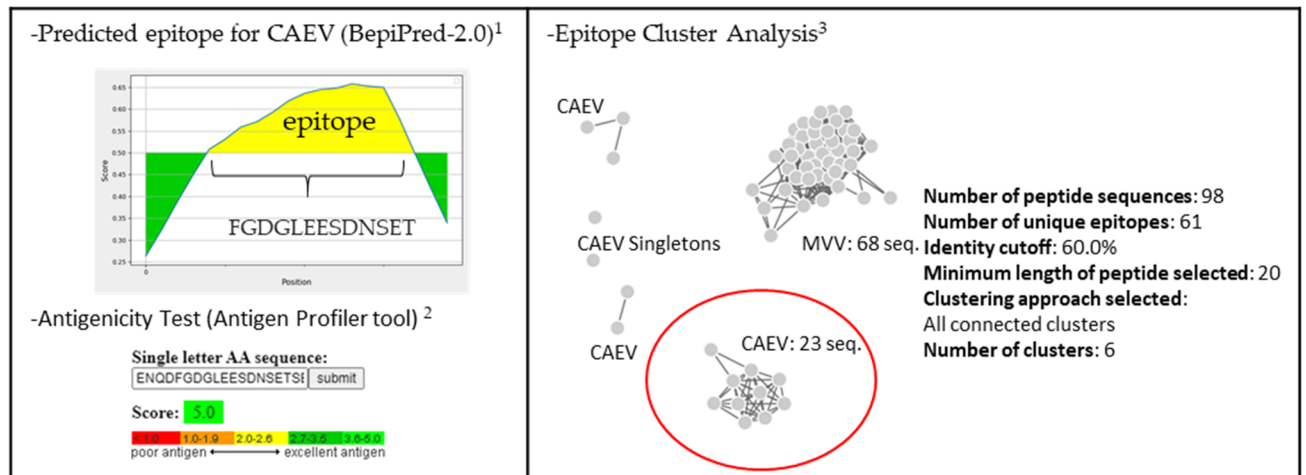 -Predicted epitope for CAEV (BepiPred-2.0)1
0.65
0.60
0.55
0.50
0.45
0.40
0.35
0.30
0.25
Score
epitope
FGDGLEESDNSET
0
Position
-Antigenicity Test (Antigen Profiler tool) 2
Single letter AA sequence:
ENQDFGDGLEESDNSETSE submit
Score: 5.0
< 1.0 1.0-1.9 2.0-2.6 2.7-3.5 3.6-5.0
poor antigen excellent antigen
-Epitope Cluster Analysis3
CAEV
CAEV Singletons
CAEV
MVV: 68 seq.
CAEV: 23 seq.
Number of peptide sequences: 98
Number of unique epitopes: 61
Identity cutoff: 60.0%
Minimum length of peptide selected: 20
Clustering approach selected:
All connected clusters
Number of clusters: 6